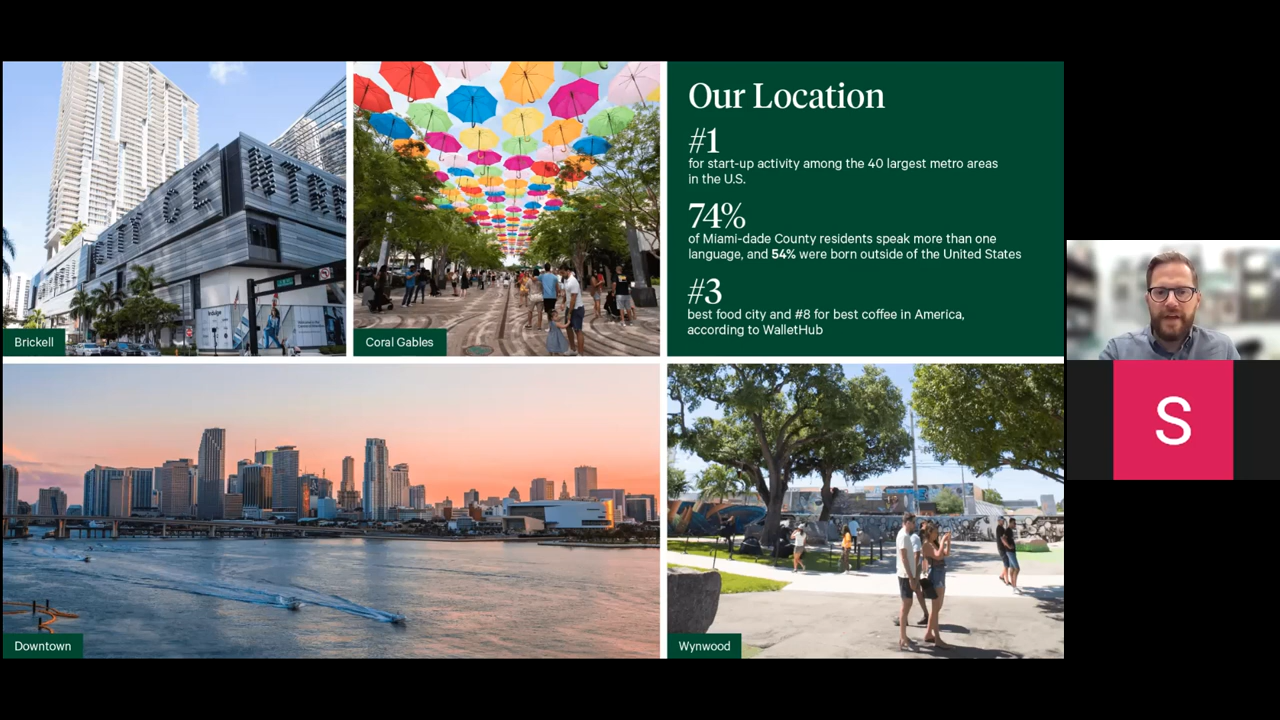 CITY CENTRE
Brickell
Coral Gables
Our Location
#1
for start-up activity among the 40 largest metro areas
in the U.S.
74%
of Miami-dade County residents speak more than one
language, and 54% were born outside of the United States
#3
best food city and #8 for best coffee in America,
according to WalletHub
S
Downtown
Wynwood